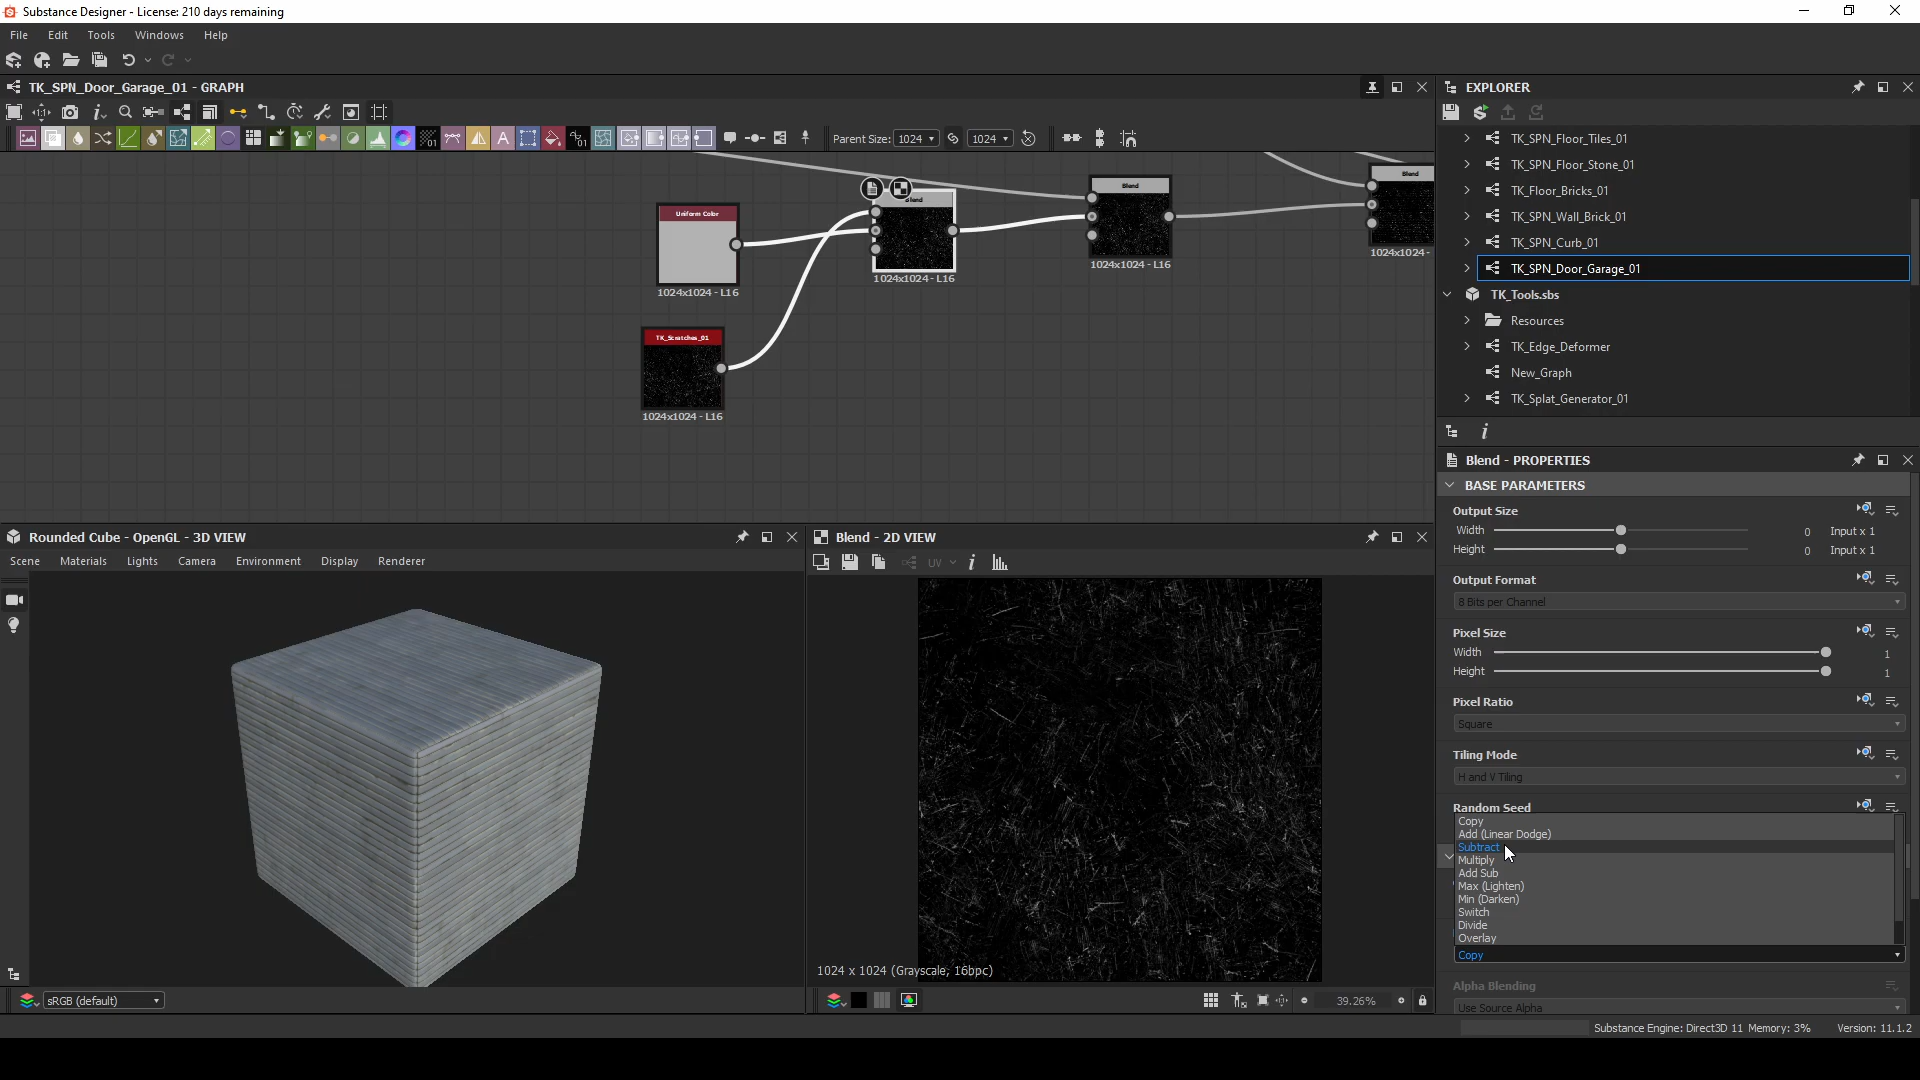 Substance Designer - License: 210 days remaining
File Edit Tools Windows Help
TK_SPN_Door_Garage_01 - GRAPH
Parent Size: 1024 1024
Uniform Color
1024x1024 - L16
TK_Scratches_01
1024x1024 - L16
Blend
1024x1024 - L16
Blend
1024x1024 - L16
Blend
1024x1024 -
EXPLORER
TK_SPN_Floor_Tiles_01
TK_SPN_Floor_Stone_01
TK_Floor_Bricks_01
TK_SPN_Wall_Brick_01
TK_SPN_Curb_01
TK_SPN_Door_Garage_01
TK_Tools.sbs
Resources
TK_Edge_Deformer
New_Graph
TK_Splat_Generator_01
Blend - PROPERTIES
BASE PARAMETERS
Output Size
Width 0 Input x 1
Height 0 Input x 1
Output Format
8 Bits per Channel
Pixel Size
Width 1
Height 1
Pixel Ratio
Square
Tiling Mode
H and V Tiling
Random Seed
Copy
Add (Linear Dodge)
Subtract
Multiply
Add Sub
Max (Lighten)
Min (Darken)
Switch
Divide
Overlay
Copy
Alpha Blending
Use Source Alpha
Rounded Cube - OpenGL - 3D VIEW
Scene Materials Lights Camera Environment Display Renderer
sRGB (default)
Blend - 2D VIEW
UV
1024 x 1024 (Grayscale, 16bpc)
39.26%
Substance Engine: Direct3D 11 Memory: 3% Version: 11.1.2